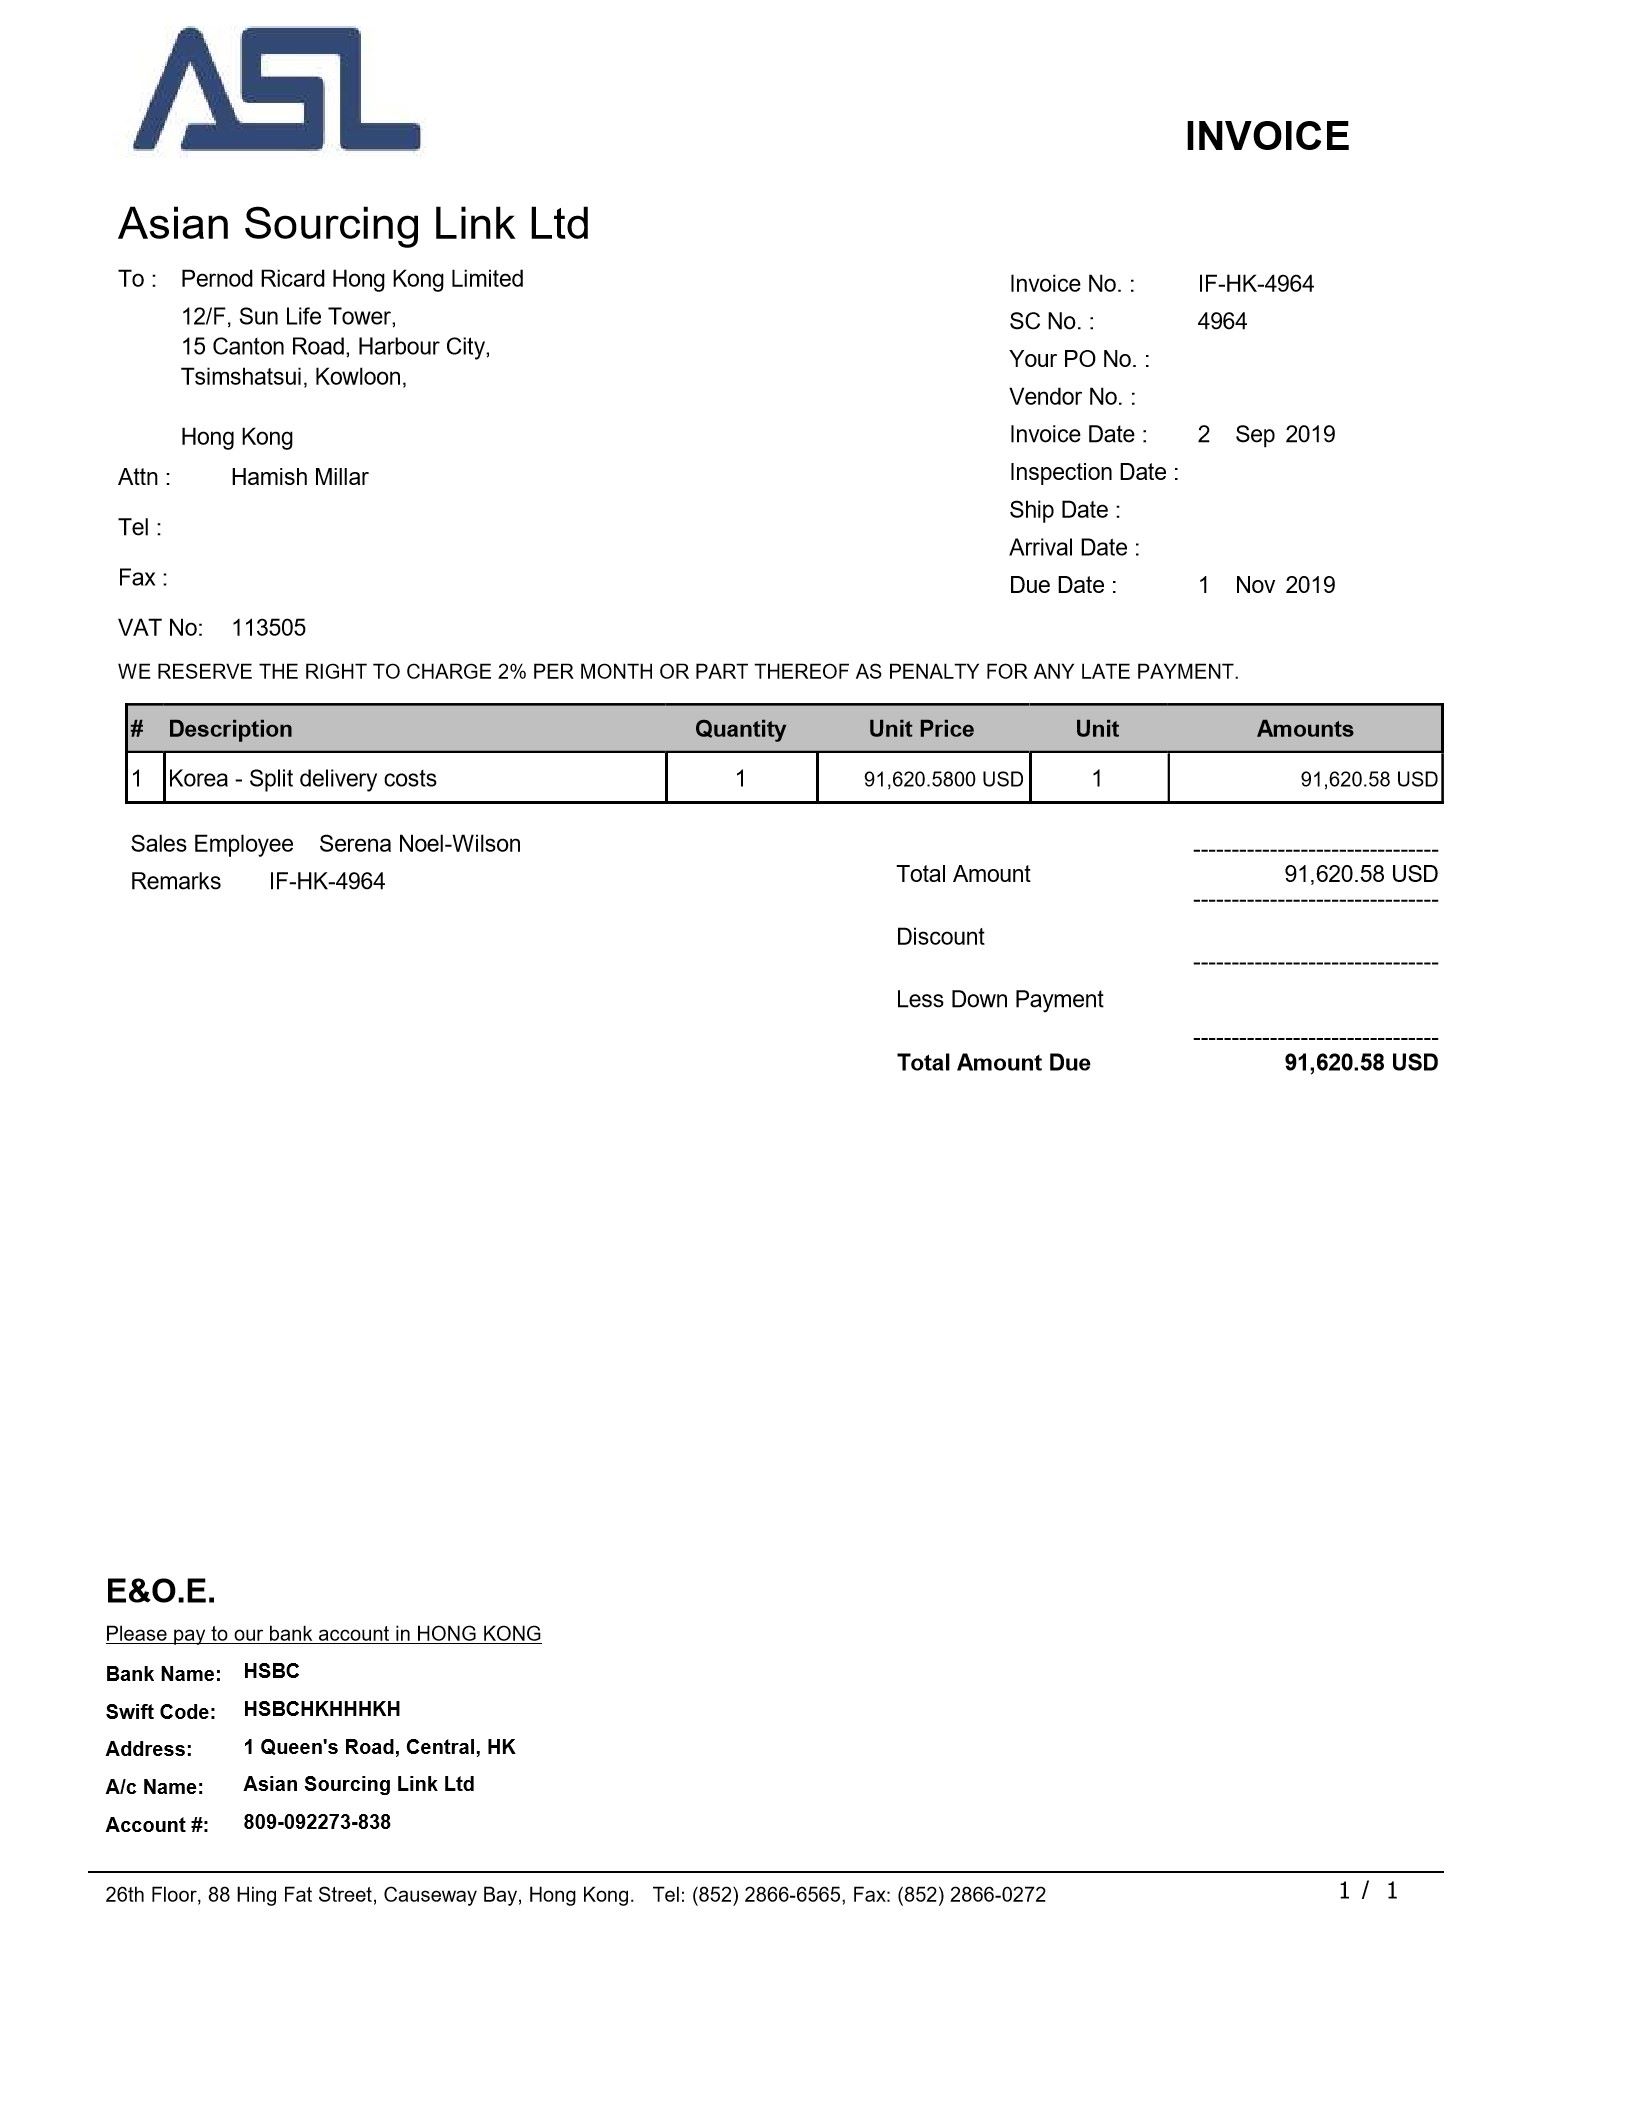 ASL
INVOICE
Asian Sourcing Link Ltd
To : Pernod Ricard Hong Kong Limited
12/F, Sun Life Tower,
15 Canton Road, Harbour City,
Tsimshatsui, Kowloon,
Hong Kong
Attn : Hamish Millar
Tel :
Fax :
VAT No: 113505
Invoice No. : IF-HK-4964
SC No. : 4964
Your PO No. :
Vendor No. :
Invoice Date : 2 Sep 2019
Inspection Date :
Ship Date :
Arrival Date :
Due Date : 1 Nov 2019
WE RESERVE THE RIGHT TO CHARGE 2% PER MONTH OR PART THEREOF AS PENALTY FOR ANY LATE PAYMENT.
# Description Quantity Unit Price Unit Amounts
1 Korea - Split delivery costs 1 91,620.5800 USD 1 91,620.58 USD
Sales Employee Serena Noel-Wilson
Remarks IF-HK-4964
--------------------------------
Total Amount 91,620.58 USD
--------------------------------
Discount
--------------------------------
Less Down Payment
--------------------------------
Total Amount Due 91,620.58 USD
E&O.E.
Please pay to our bank account in HONG KONG
Bank Name: HSBC
Swift Code: HSBCHKHHHKH
Address: 1 Queen's Road, Central, HK
A/c Name: Asian Sourcing Link Ltd
Account #: 809-092273-838
26th Floor, 88 Hing Fat Street, Causeway Bay, Hong Kong. Tel: (852) 2866-6565, Fax: (852) 2866-0272 1 / 1